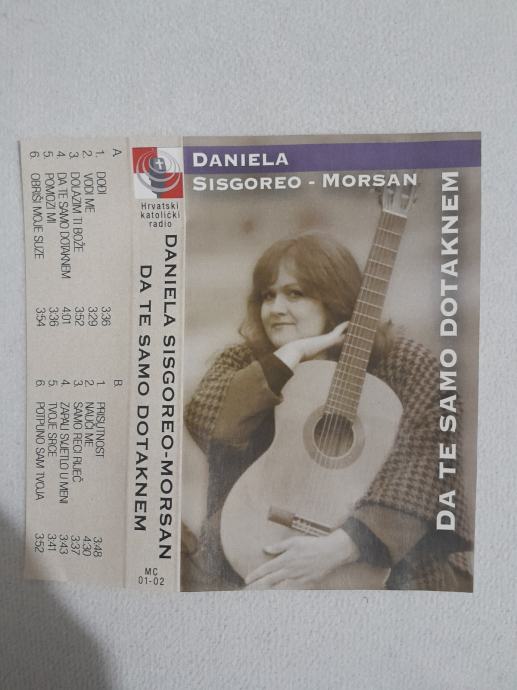 DANIELA
SISGOREO - MORSAN
DA TE SAMO DOTAKNEM
Hrvatski
katolički
radio
DANIELA SISGOREO-MORSAN
DA TE SAMO DOTAKNEM
MC
01-02
A
1. DOĐI 3:36
2. VODI ME 3:29
3. DOLAZIM TI BOŽE 3:52
4. DA TE SAMO DOTAKNEM 4:01
5. POMOZI MI 3:36
6. OBRIŠI MOJE SUZE 3:54
B
1. PRISUTNOST 3:48
2. NAUČI ME 4:30
3. SAMO RECI RIJEČ 3:37
4. ZAPALI SVJETLO U MENI 3:43
5. TVOJE SRCE 3:41
6. POTPUNO SAM TVOJA 3:52